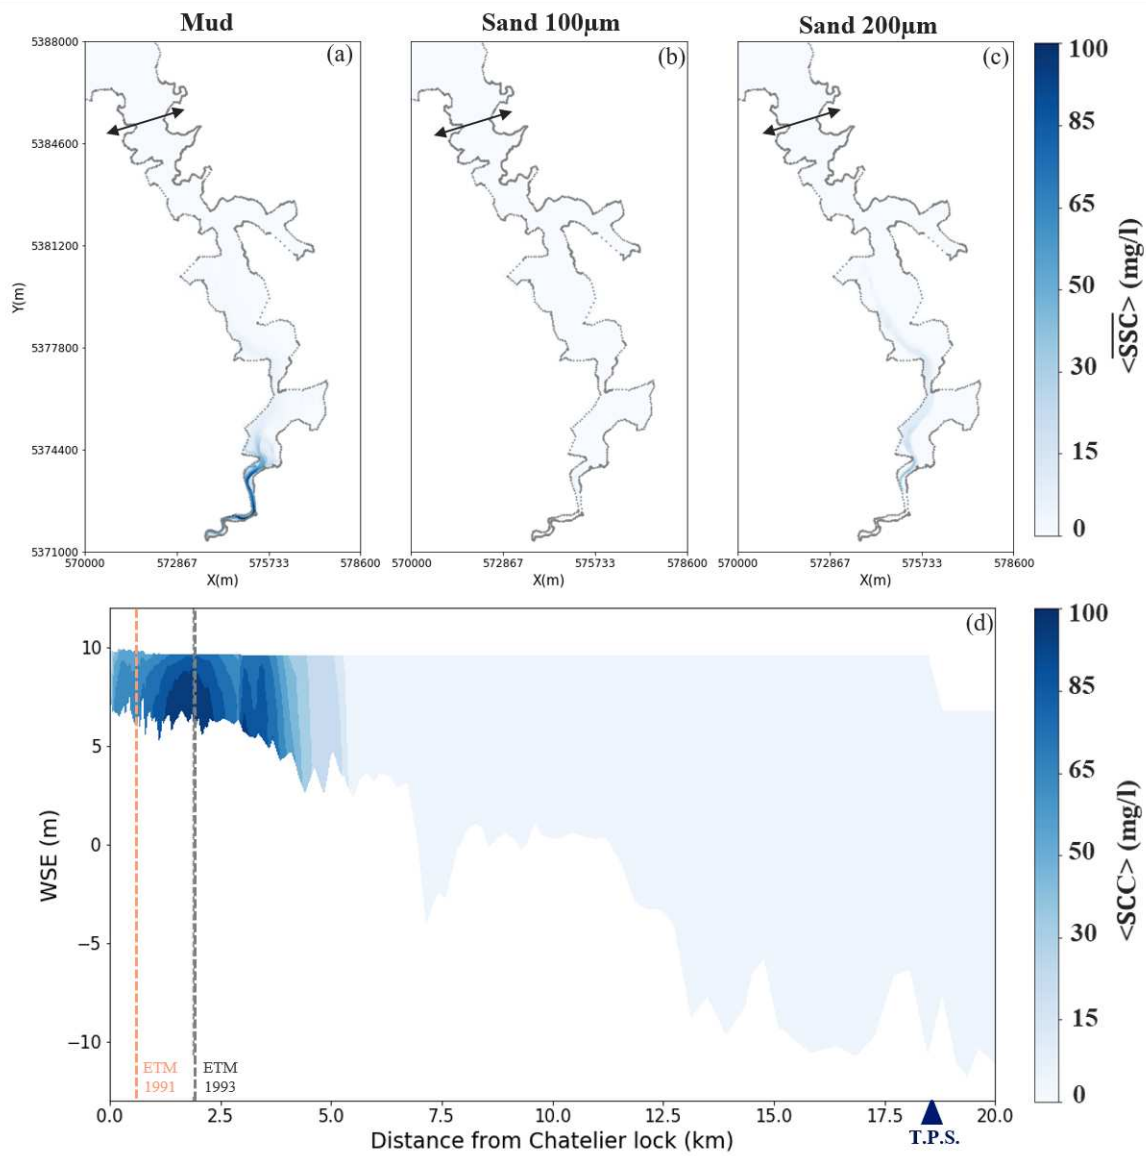 Mud
Sand 100μm
Sand 200μm
(a)
(b)
(c)
5388000
5384600
5381200
5377800
5374400
5371000
Y(m)
570000 572867 575733 578600
X(m)
570000 572867 575733 578600
X(m)
570000 572867 575733 578600
X(m)
100
85
65
50
30
15
0
<SSC> (mg/l)
(d)
10
5
0
−5
−10
WSE (m)
ETM
1991
ETM
1993
0.0 2.5 5.0 7.5 10.0 12.5 15.0 17.5 20.0
T.P.S.
Distance from Chatelier lock (km)
100
85
65
50
30
15
0
<SCC> (mg/l)